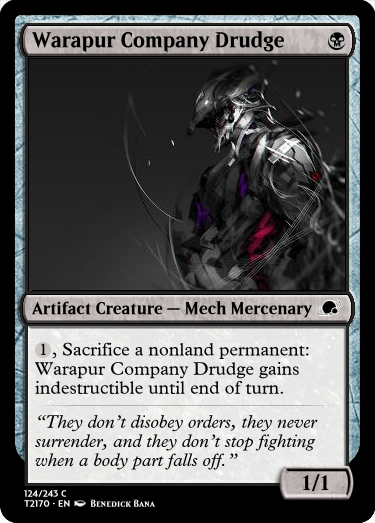 Warapur Company Drudge
Artifact Creature — Mech Mercenary
1, Sacrifice a nonland permanent:
Warapur Company Drudge gains
indestructible until end of turn.
“They don’t disobey orders, they never
surrender, and they don’t stop fighting
when a body part falls off.”
1/1
124/243 C
T2170 • EN Benedick Bana